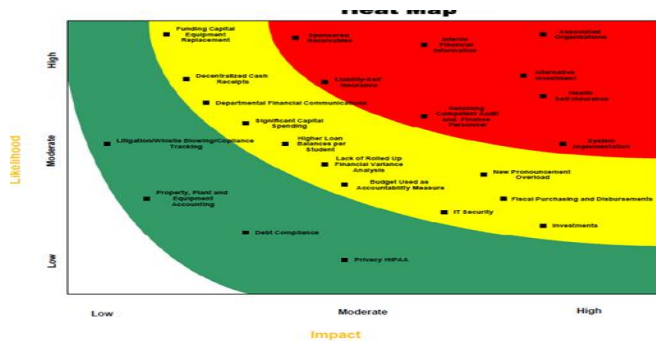 Heat Map
Funding Capital
Equipment
Replacement
Sponsored
Receivables
Interim
Financial
Information
Associated
Organizations
Decentralized Cash
Receipts
Liability-Self
Insurance
Alternative
Investment
Health
Self-Insurance
Departmental Financial Communications
Significant Capital
Spending
Retaining
Competent Audit
and Finance
Personnel
Litigation/Whistle Blowing/Copliance
Tracking
Higher Loan
Balances per
Student
System
Implementation
Lack of Rolled Up
Financial Variance
Analysis
New Pronouncement
Overload
Budget Used as
Accountability Measure
Property, Plant and
Equipment
Accounting
Fiscal Purchasing and Disbursements
IT Security
Investments
Debt Compliance
Privacy HIPAA
High
Moderate
Low
Likelihood
Low
Moderate
High
Impact